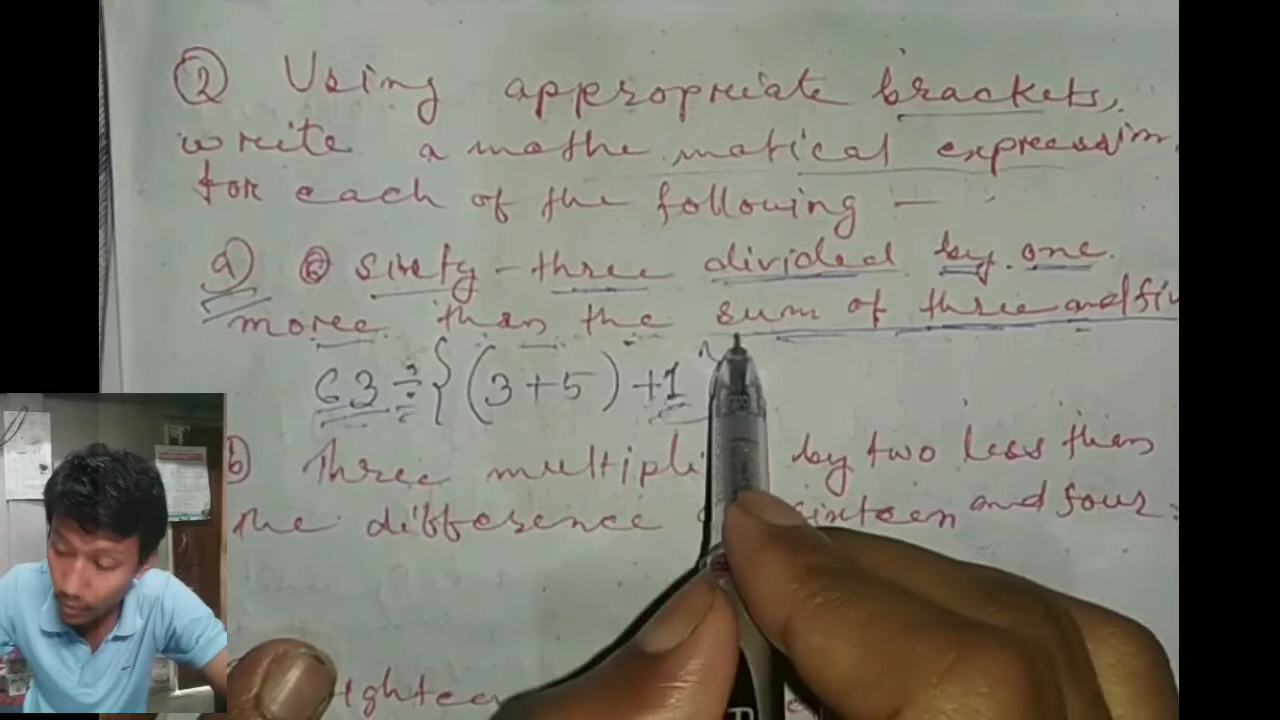 ② Using appropriate brackets,
write a mathematical expression
for each of the following —
a) sixty-three divided by one
more than the sum of three and
63 ÷ { (3+5) +1
b) Three by two less than
the difference sixteen and four